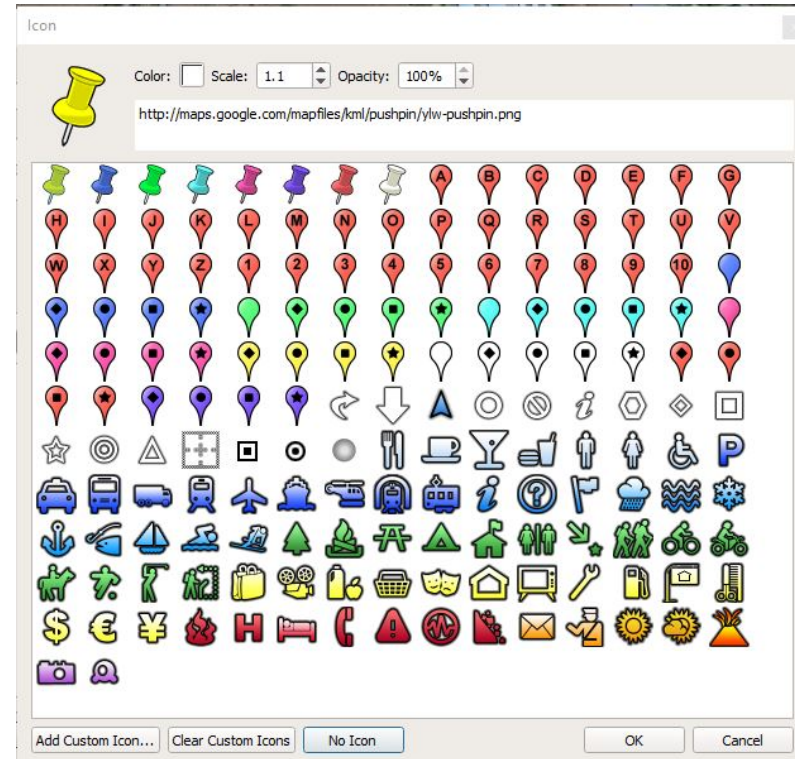 Icon
Color: Scale: 1.1 Opacity: 100%
http://maps.google.com/mapfiles/kml/pushpin/ylw-pushpin.png
A B C D E F G
H I J K L M N O P Q R S T U V
W X Y Z 1 2 3 4 5 6 7 8 9 10
i
P
i ?
$ € ¥ H !
Add Custom Icon... Clear Custom Icons No Icon OK Cancel